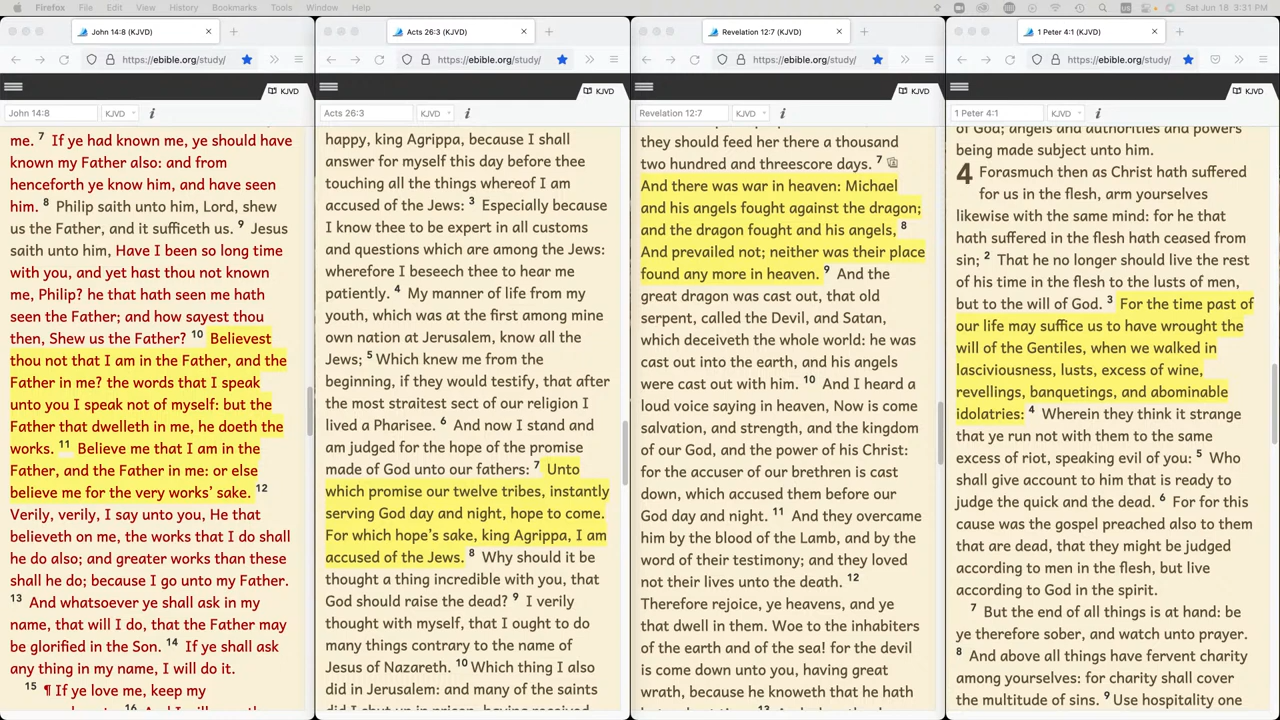 Firefox File Edit View History Bookmarks Tools Window Help Sat Jun 18 3:31 PM
John 14:8 (KJVD)
https://ebible.org/study/
KJVD
John 14:8 KJVD i
me. 7 If ye had known me, ye should have
known my Father also: and from
henceforth ye know him, and have seen
him. 8 Philip saith unto him, Lord, shew
us the Father, and it sufficeth us. 9 Jesus
saith unto him, Have I been so long time
with you, and yet hast thou not known
me, Philip? he that hath seen me hath
seen the Father; and how sayest thou
then, Shew us the Father? 10 Believest
thou not that I am in the Father, and the
Father in me? the words that I speak
unto you I speak not of myself: but the
Father that dwelleth in me, he doeth the
works. 11 Believe me that I am in the
Father, and the Father in me: or else
believe me for the very works’ sake. 12
Verily, verily, I say unto you, He that
believeth on me, the works that I do shall
he do also; and greater works than these
shall he do; because I go unto my Father.
13 And whatsoever ye shall ask in my
name, that will I do, that the Father may
be glorified in the Son. 14 If ye shall ask
any thing in my name, I will do it.
15 ¶ If ye love me, keep my
Acts 26:3 (KJVD)
https://ebible.org/study/
KJVD
Acts 26:3 KJVD i
happy, king Agrippa, because I shall
answer for myself this day before thee
touching all the things whereof I am
accused of the Jews: 3 Especially because
I know thee to be expert in all customs
and questions which are among the Jews:
wherefore I beseech thee to hear me
patiently. 4 My manner of life from my
youth, which was at the first among mine
own nation at Jerusalem, know all the
Jews; 5 Which knew me from the
beginning, if they would testify, that after
the most straitest sect of our religion I
lived a Pharisee. 6 And now I stand and
am judged for the hope of the promise
made of God unto our fathers: 7 Unto
which promise our twelve tribes, instantly
serving God day and night, hope to come.
For which hope’s sake, king Agrippa, I am
accused of the Jews. 8 Why should it be
thought a thing incredible with you, that
God should raise the dead? 9 I verily
thought with myself, that I ought to do
many things contrary to the name of
Jesus of Nazareth. 10 Which thing I also
did in Jerusalem: and many of the saints
Revelation 12:7 (KJVD)
https://ebible.org/study/
KJVD
Revelation 12:7 KJVD i
they should feed her there a thousand
two hundred and threescore days. 7
And there was war in heaven: Michael
and his angels fought against the dragon;
and the dragon fought and his angels, 8
And prevailed not; neither was their place
found any more in heaven. 9 And the
great dragon was cast out, that old
serpent, called the Devil, and Satan,
which deceiveth the whole world: he was
cast out into the earth, and his angels
were cast out with him. 10 And I heard a
loud voice saying in heaven, Now is come
salvation, and strength, and the kingdom
of our God, and the power of his Christ:
for the accuser of our brethren is cast
down, which accused them before our
God day and night. 11 And they overcame
him by the blood of the Lamb, and by the
word of their testimony; and they loved
not their lives unto the death. 12
Therefore rejoice, ye heavens, and ye
that dwell in them. Woe to the inhabiters
of the earth and of the sea! for the devil
is come down unto you, having great
wrath, because he knoweth that he hath
1 Peter 4:1 (KJVD)
https://ebible.org/study/
KJVD
1 Peter 4:1 KJVD i
of God; angels and authorities and powers
being made subject unto him.
4 Forasmuch then as Christ hath suffered
for us in the flesh, arm yourselves
likewise with the same mind: for he that
hath suffered in the flesh hath ceased from
sin; 2 That he no longer should live the rest
of his time in the flesh to the lusts of men,
but to the will of God. 3 For the time past of
our life may suffice us to have wrought the
will of the Gentiles, when we walked in
lasciviousness, lusts, excess of wine,
revellings, banquetings, and abominable
idolatries: 4 Wherein they think it strange
that ye run not with them to the same
excess of riot, speaking evil of you: 5 Who
shall give account to him that is ready to
judge the quick and the dead. 6 For for this
cause was the gospel preached also to them
that are dead, that they might be judged
according to men in the flesh, but live
according to God in the spirit.
7 But the end of all things is at hand: be
ye therefore sober, and watch unto prayer.
8 And above all things have fervent charity
among yourselves: for charity shall cover
the multitude of sins. 9 Use hospitality one